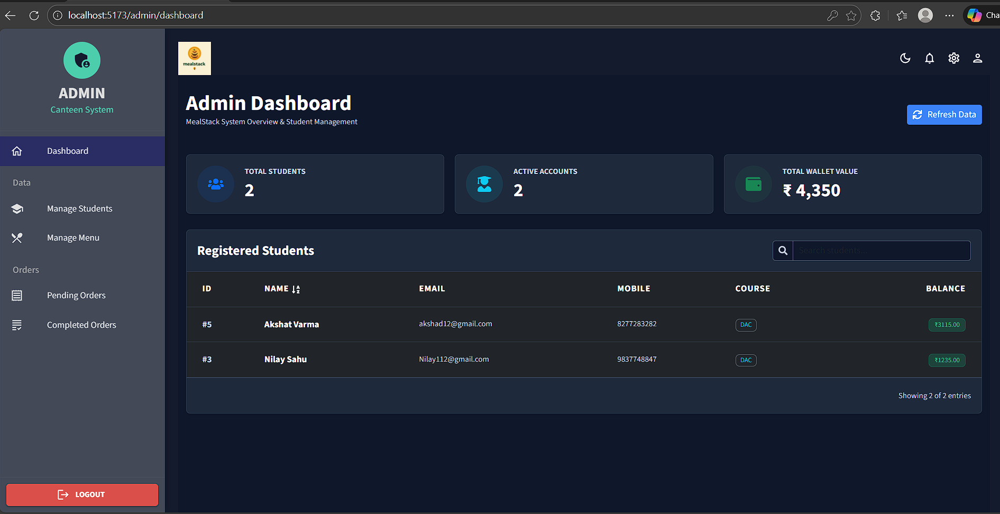 localhost:5173/admin/dashboard
Cha
ADMIN
Canteen System
Dashboard
Data
Manage Students
Manage Menu
Orders
Pending Orders
Completed Orders
LOGOUT
mealstack
Admin Dashboard
MealStack System Overview & Student Management
Refresh Data
TOTAL STUDENTS
2
ACTIVE ACCOUNTS
2
TOTAL WALLET VALUE
₹ 4,350
Registered Students
Search students...
ID NAME EMAIL MOBILE COURSE BALANCE
#5 Akshat Varma akshad12@gmail.com 8277283282 DAC ₹3115.00
#3 Nilay Sahu Nilay112@gmail.com 9837748847 DAC ₹1235.00
Showing 2 of 2 entries